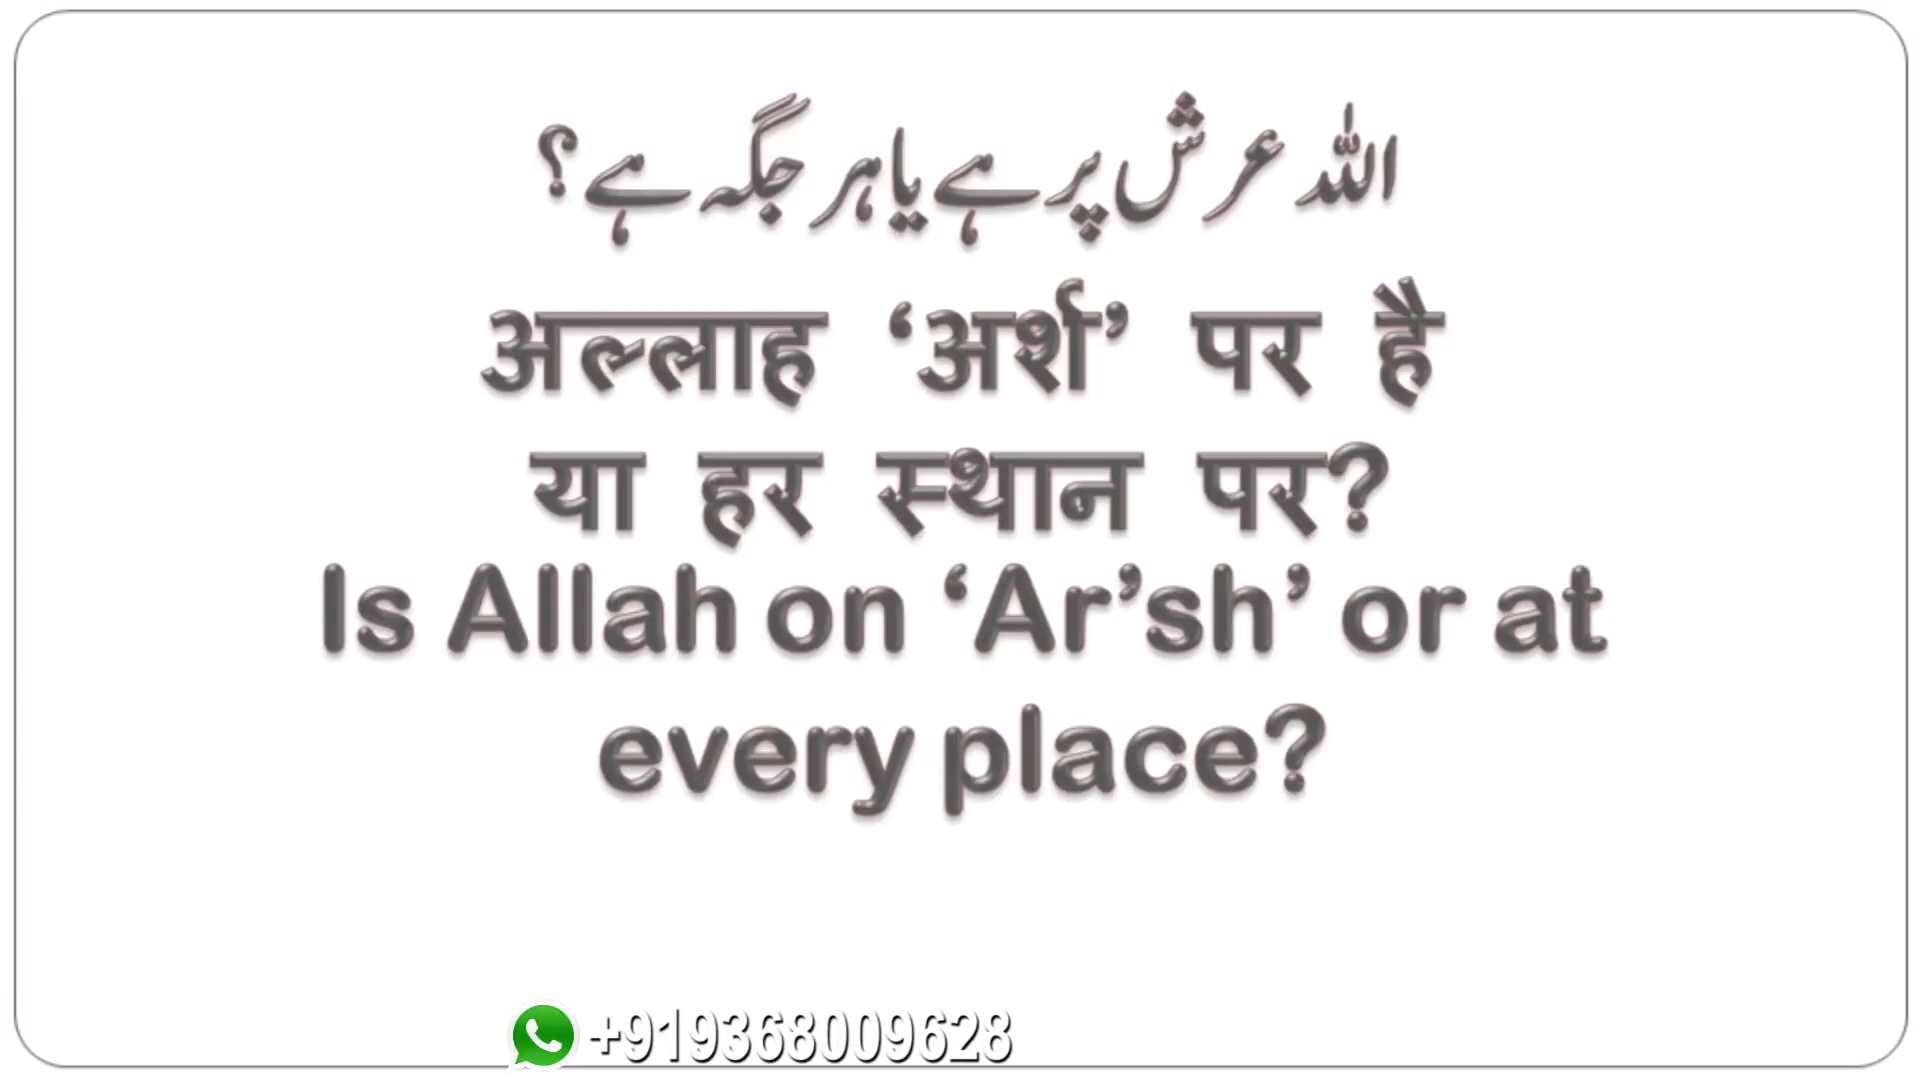 اللہ عرش پر ہے یا ہر جگہ ہے؟
अल्लाह ‘अर्श’ पर है
या हर स्थान पर?
Is Allah on ‘Ar’sh’ or at
every place?
+919368009628